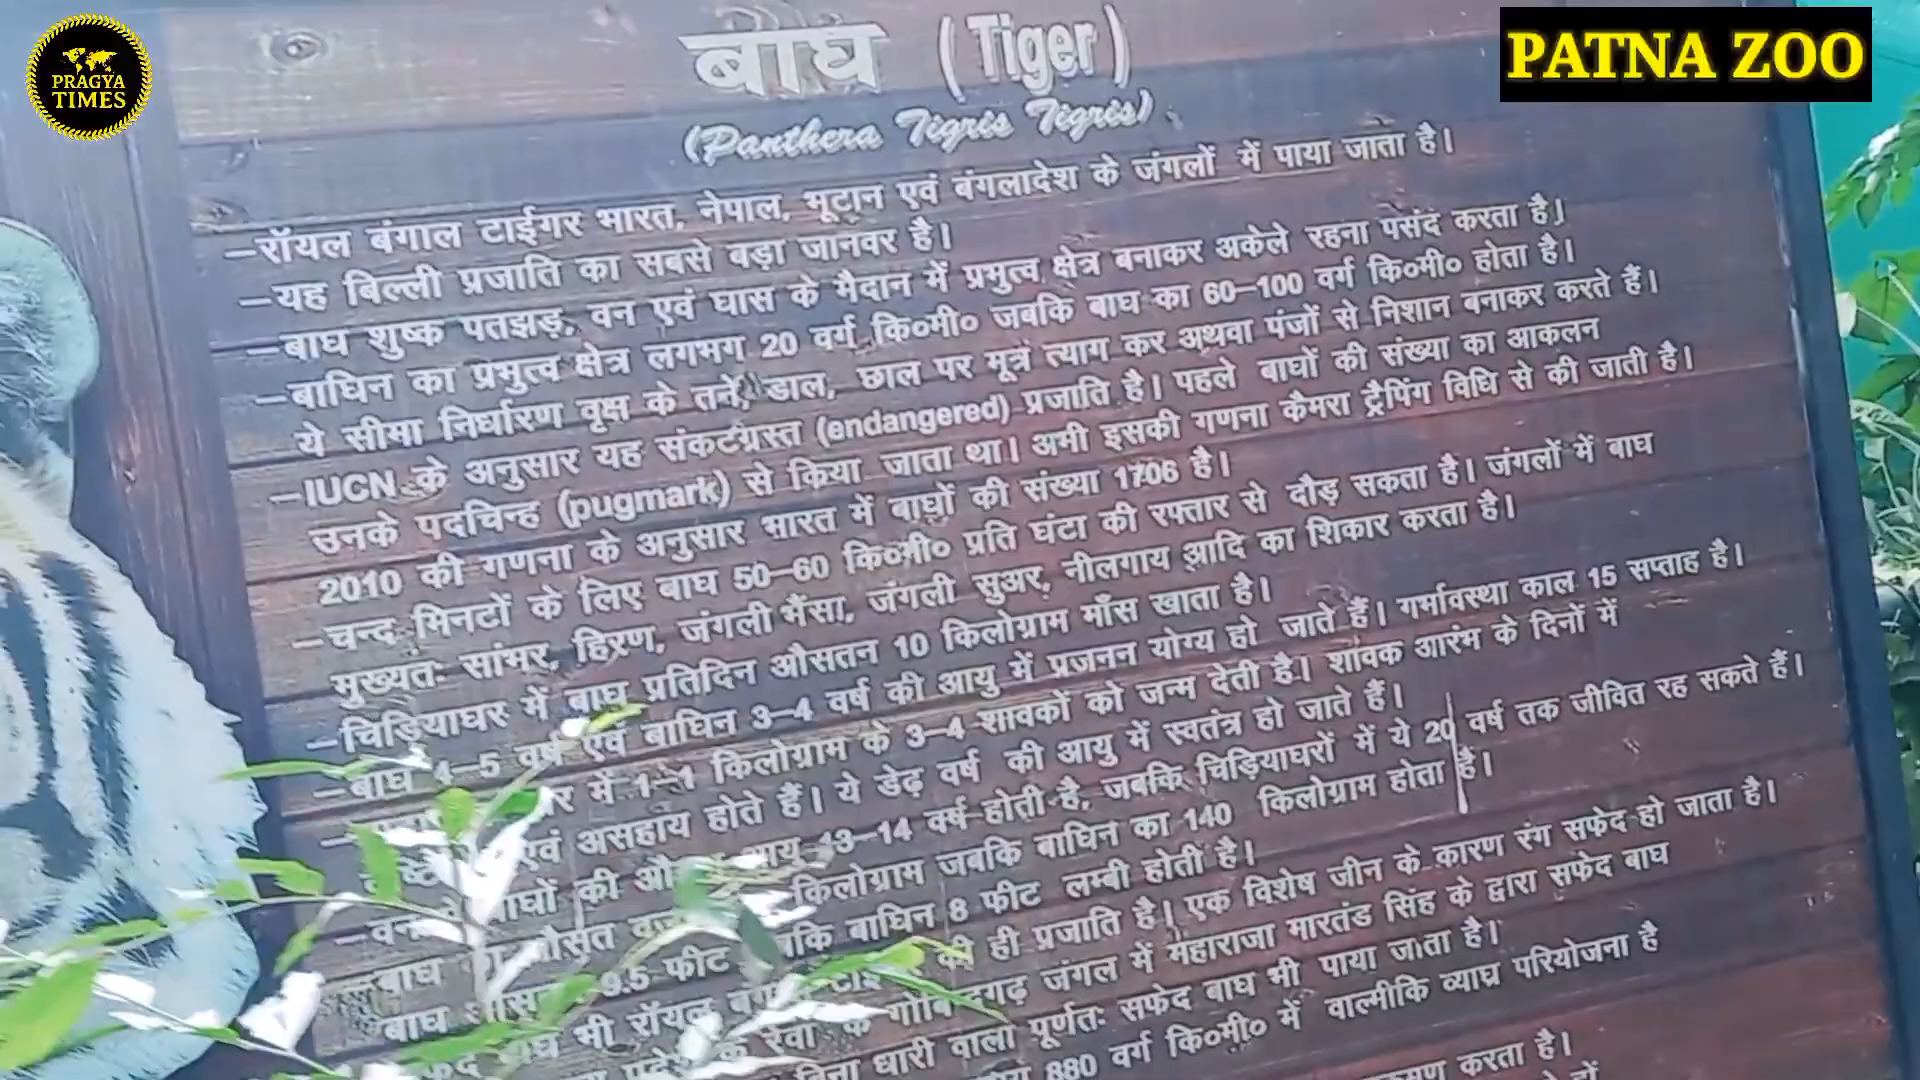 PRAGYA
TIMES
PATNA ZOO
बाघ (Tiger)
(Panthera Tigris Tigris)
–रॉयल बंगाल टाईगर भारत, नेपाल, भूटान एवं बंगलादेश के जंगलों में पाया जाता है।
–यह बिल्ली प्रजाति का सबसे बड़ा जानवर है।
–बाघ शुष्क पतझड़, वन एवं घास के मैदान में प्रभुत्व क्षेत्र बनाकर अकेले रहना पसंद करता है।
–बाघिन का प्रभुत्व क्षेत्र लगभग 20 वर्ग कि०मी० जबकि बाघ का 60–100 वर्ग कि०मी० होता है।
ये सीमा निर्धारण वृक्ष के तने, डाल, छाल पर मूत्र त्याग कर अथवा पंजों से निशान बनाकर करते हैं।
–IUCN के अनुसार यह संकटग्रस्त (endangered) प्रजाति है। पहले बाघों की संख्या का आकलन
उनके पदचिन्ह (pugmark) से किया जाता था। अभी इसकी गणना कैमरा ट्रैपिंग विधि से की जाती है।
2010 की गणना के अनुसार भारत में बाघों की संख्या 1706 है।
–चन्द मिनटों के लिए बाघ 50–60 कि०मी० प्रति घंटा की रफ्तार से दौड़ सकता है। जंगलों में बाघ
मुख्यतः सांभर, हिरण, जंगली भैंसा, जंगली सुअर, नीलगाय आदि का शिकार करता है।
–चिड़ियाघर में बाघ प्रतिदिन औसतन 10 किलोग्राम माँस खाता है।
–बाघ 4–5 वर्ष एवं बाघिन 3–4 वर्ष की आयु में प्रजनन योग्य हो जाते हैं। गर्भावस्था काल 15 सप्ताह है।
में 1–1 किलोग्राम के 3–4 शावकों को जन्म देती है। शावक आरंभ के दिनों में
एवं असहाय होते हैं। ये डेढ़ वर्ष की आयु में स्वतंत्र हो जाते हैं।
बाघों की आयु 13–14 वर्ष होती है, जबकि चिड़ियाघरों में ये 20 वर्ष तक जीवित रह सकते हैं।
–बाघ किलोग्राम जबकि बाघिन का 140 किलोग्राम होता है।
बाघ 9.5 फीट बाघिन 8 फीट लम्बी होती है।
बाघ भी रॉयल ही प्रजाति है। एक विशेष जीन के कारण रंग सफेद हो जाता है।
के जंगल में महाराजा मारतंड सिंह के द्वारा सफेद बाघ
बिना धारी वाला पूर्णतः सफेद बाघ भी पाया जाता है।
880 वर्ग कि०मी० में वाल्मीकि व्याघ्र परियोजना है
करता है।